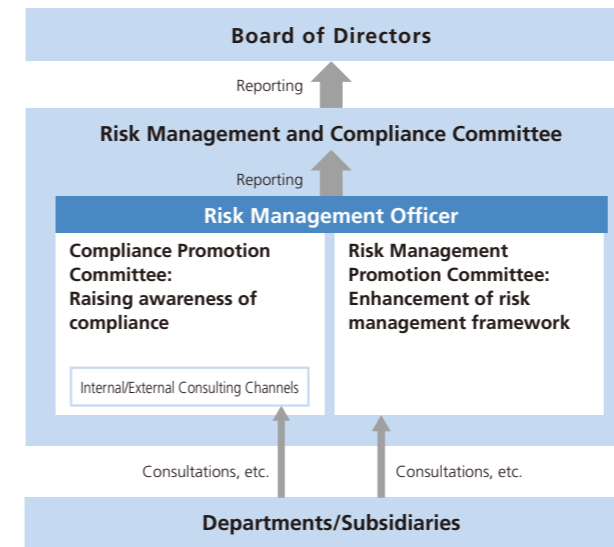 Board of Directors
Reporting
Risk Management and Compliance Committee
Reporting
Risk Management Officer
Compliance Promotion
Committee:
Raising awareness of
compliance
Internal/External Consulting Channels
Risk Management
Promotion Committee:
Enhancement of risk
management framework
Consultations, etc.
Consultations, etc.
Departments/Subsidiaries